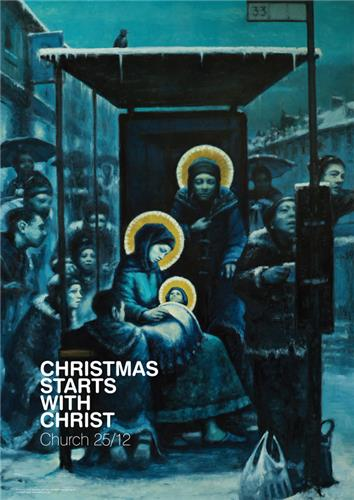 33
CHRISTMAS
STARTS
WITH
CHRIST
Church 25/12